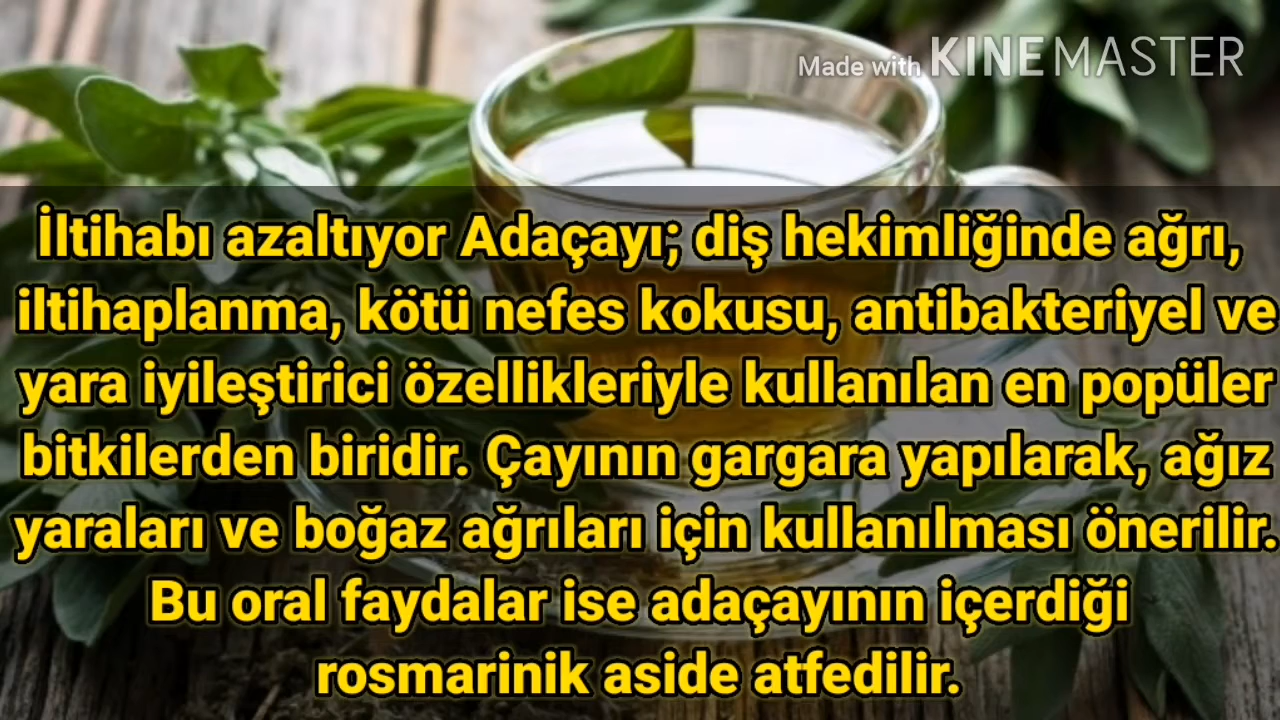 Made with KINEMASTER
İltihabı azaltıyor Adaçayı; diş hekimliğinde ağrı,
iltihaplanma, kötü nefes kokusu, antibakteriyel ve
yara iyileştirici özellikleriyle kullanılan en popüler
bitkilerden biridir. Çayının gargara yapılarak, ağız
yaraları ve boğaz ağrıları için kullanılması önerilir.
Bu oral faydalar ise adaçayının içerdiği
rosmarinik aside atfedilir.